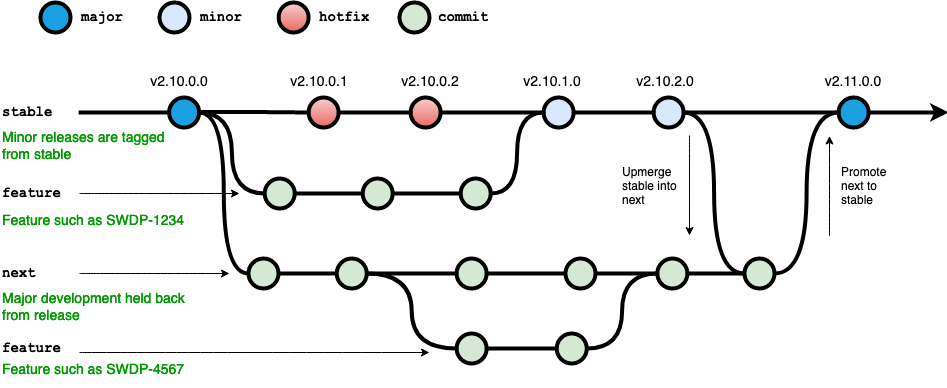 major
minor
hotfix
commit
v2.10.0.0
v2.10.0.1
v2.10.0.2
v2.10.1.0
v2.10.2.0
v2.11.0.0
stable
Minor releases are tagged
from stable
Upmerge
stable into
next
Promote
next to
stable
feature
Feature such as SWDP-1234
next
Major development held back
from release
feature
Feature such as SWDP-4567